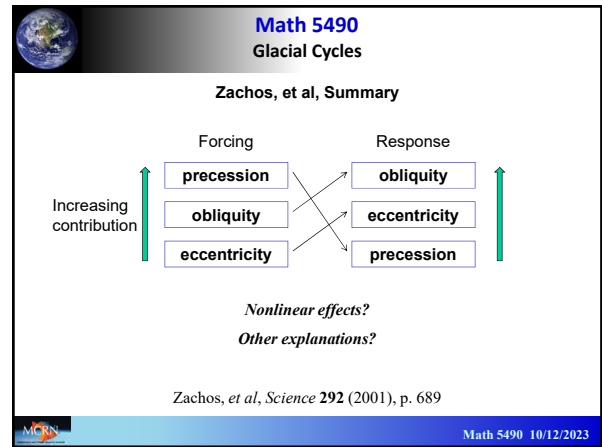 Math 5490
Glacial Cycles
Zachos, et al, Summary
Forcing Response
precession obliquity
Increasing
contribution
obliquity eccentricity
eccentricity precession
Nonlinear effects?
Other explanations?
Zachos, et al, Science 292 (2001), p. 689
MCRN
Math 5490 10/12/2023